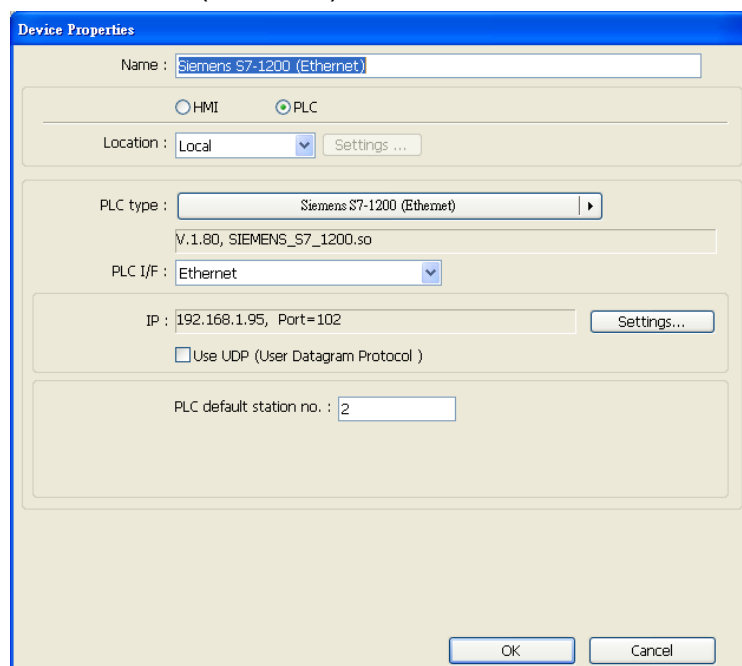 Device Properties
Name : Siemens S7-1200 (Ethernet)
HMI PLC
Location : Local Settings ...
PLC type : Siemens S7-1200 (Ethernet)
V.1.80, SIEMENS_S7_1200.so
PLC I/F : Ethernet
IP : 192.168.1.95, Port=102 Settings...
Use UDP (User Datagram Protocol )
PLC default station no. : 2
OK Cancel